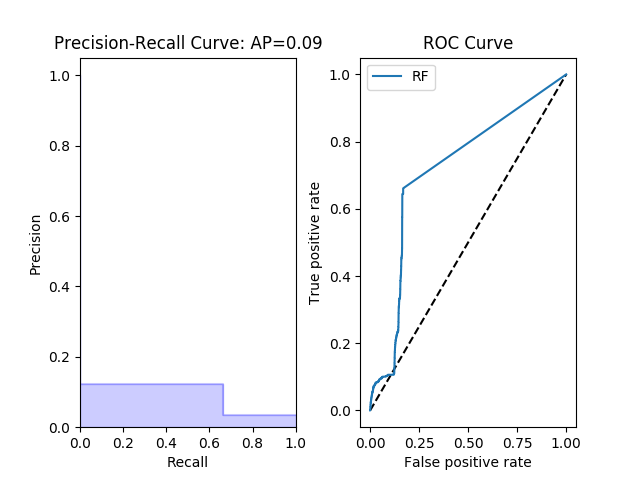 Precision-Recall Curve: AP=0.09
1.0
0.8
0.6
0.4
0.2
0.0
Precision
0.0 0.2 0.4 0.6 0.8 1.0
Recall
ROC Curve
RF
1.0
0.8
0.6
0.4
0.2
0.0
True positive rate
0.00 0.25 0.50 0.75 1.00
False positive rate